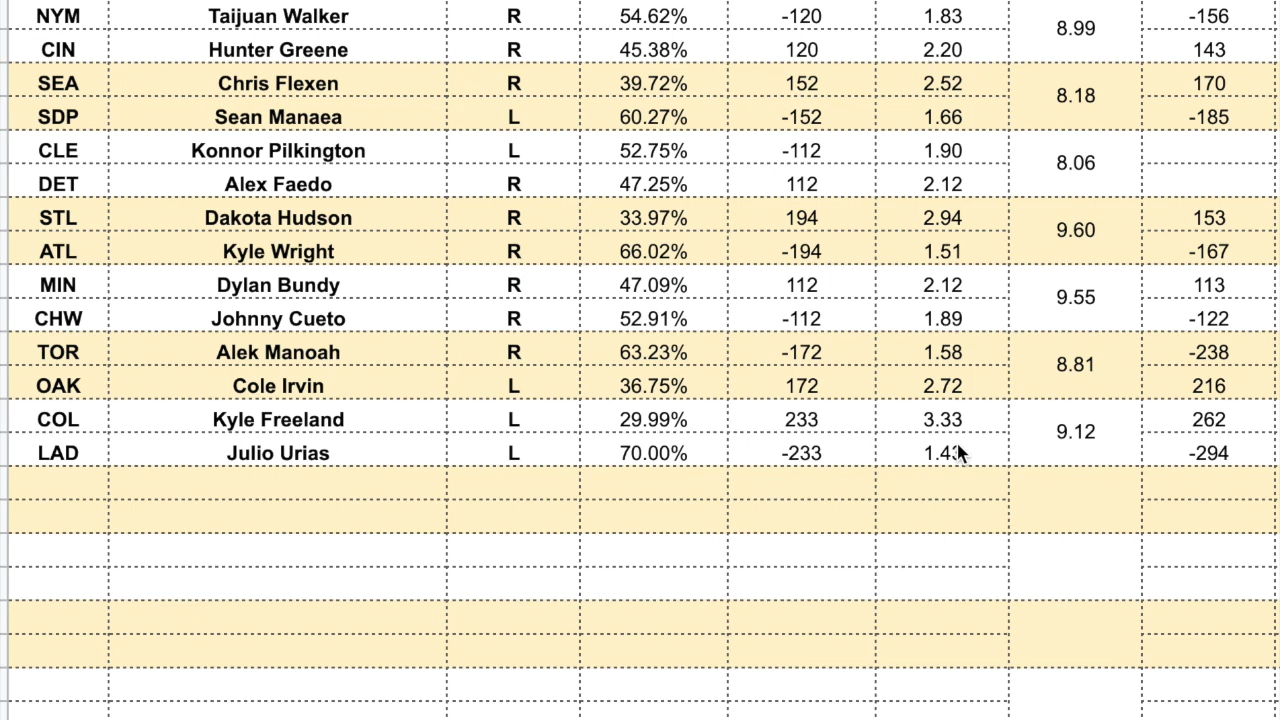 NYM Taijuan Walker R 54.62% -120 1.83 8.99 -156
CIN Hunter Greene R 45.38% 120 2.20 143
SEA Chris Flexen R 39.72% 152 2.52 8.18 170
SDP Sean Manaea L 60.27% -152 1.66 -185
CLE Konnor Pilkington L 52.75% -112 1.90 8.06
DET Alex Faedo R 47.25% 112 2.12
STL Dakota Hudson R 33.97% 194 2.94 9.60 153
ATL Kyle Wright R 66.02% -194 1.51 -167
MIN Dylan Bundy R 47.09% 112 2.12 9.55 113
CHW Johnny Cueto R 52.91% -112 1.89 -122
TOR Alek Manoah R 63.23% -172 1.58 8.81 -238
OAK Cole Irvin L 36.75% 172 2.72 216
COL Kyle Freeland L 29.99% 233 3.33 9.12 262
LAD Julio Urias L 70.00% -233 1.43 -294